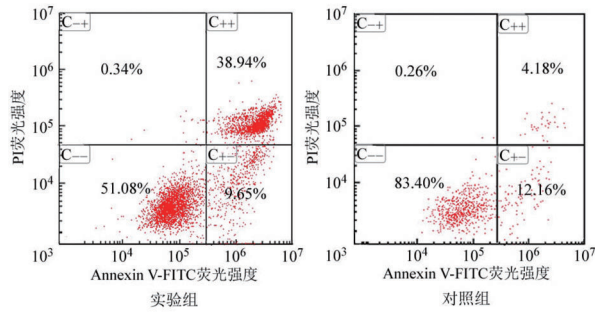 10⁷ C-+ C++ 10⁷ C-+ C++
0.34% 38.94% 0.26% 4.18%
10⁶ 10⁶
PI荧光强度 PI荧光强度
10⁵ 10⁵
C-- C+- C-- C+-
51.08% 9.65% 83.40% 12.16%
10⁴ 10⁴
10³ 10³
10⁴ 10⁵ 10⁶ 10⁷ 10⁴ 10⁵ 10⁶ 10⁷
Annexin V-FITC荧光强度 Annexin V-FITC荧光强度
实验组 对照组